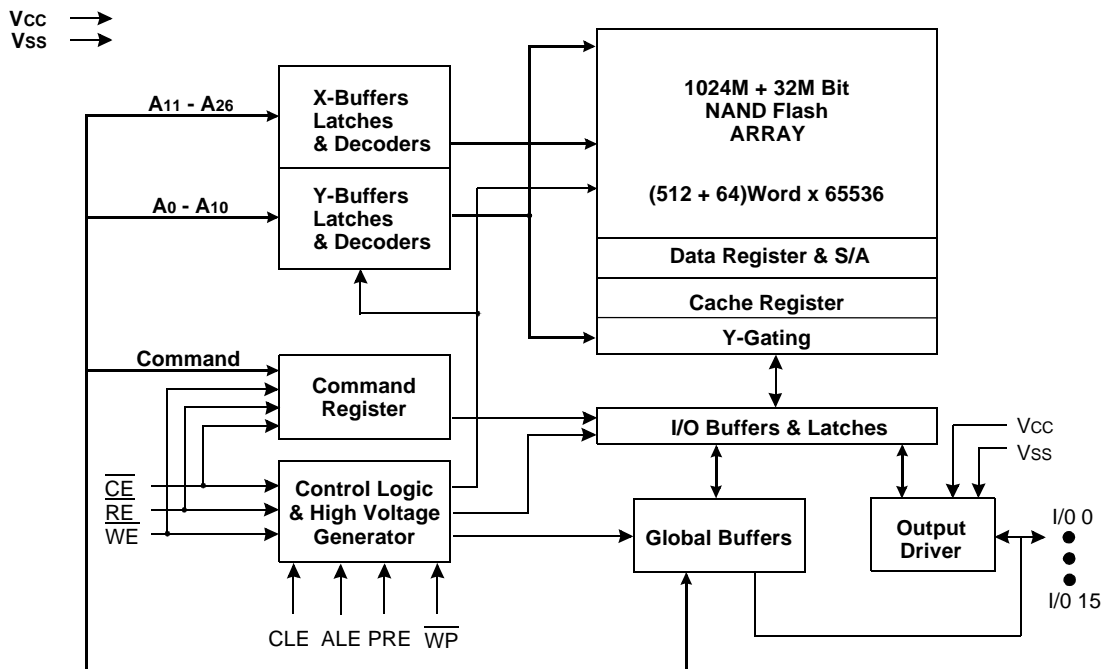 VCC
VSS
A11 - A26
X-Buffers
Latches
& Decoders
A0 - A10
Y-Buffers
Latches
& Decoders
1024M + 32M Bit
NAND Flash
ARRAY
(512 + 64)Word x 65536
Data Register & S/A
Cache Register
Y-Gating
Command
Command
Register
I/O Buffers & Latches
VCC
VSS
CE
RE
WE
Control Logic
& High Voltage
Generator
Global Buffers
Output
Driver
I/0 0
I/0 15
CLE
ALE
PRE
WP